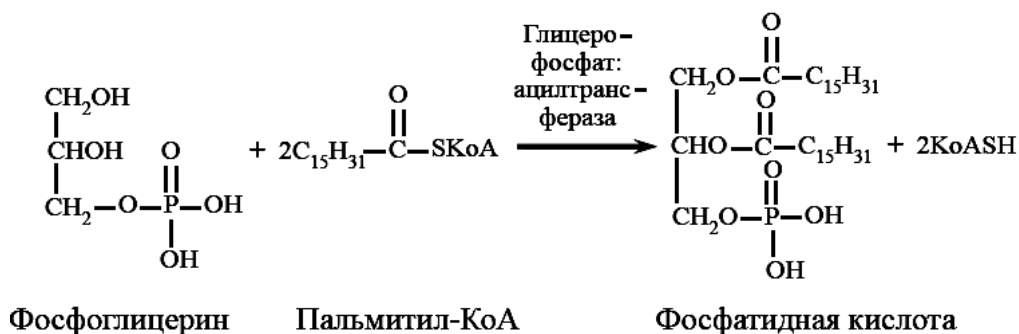 Глицеро–
фосфат:
ацилтранс–
фераза
CH₂OH
CHOH
CH₂–O–P–OH
O
OH
+ 2C₁₅H₃₁–C–SKoA
O
CH₂O–C–C₁₅H₃₁
O
CHO–C–C₁₅H₃₁
O
CH₂O–P–OH
O
OH
+ 2KoASH
Фосфоглицерин Пальмитил-КоА Фосфатидная кислота